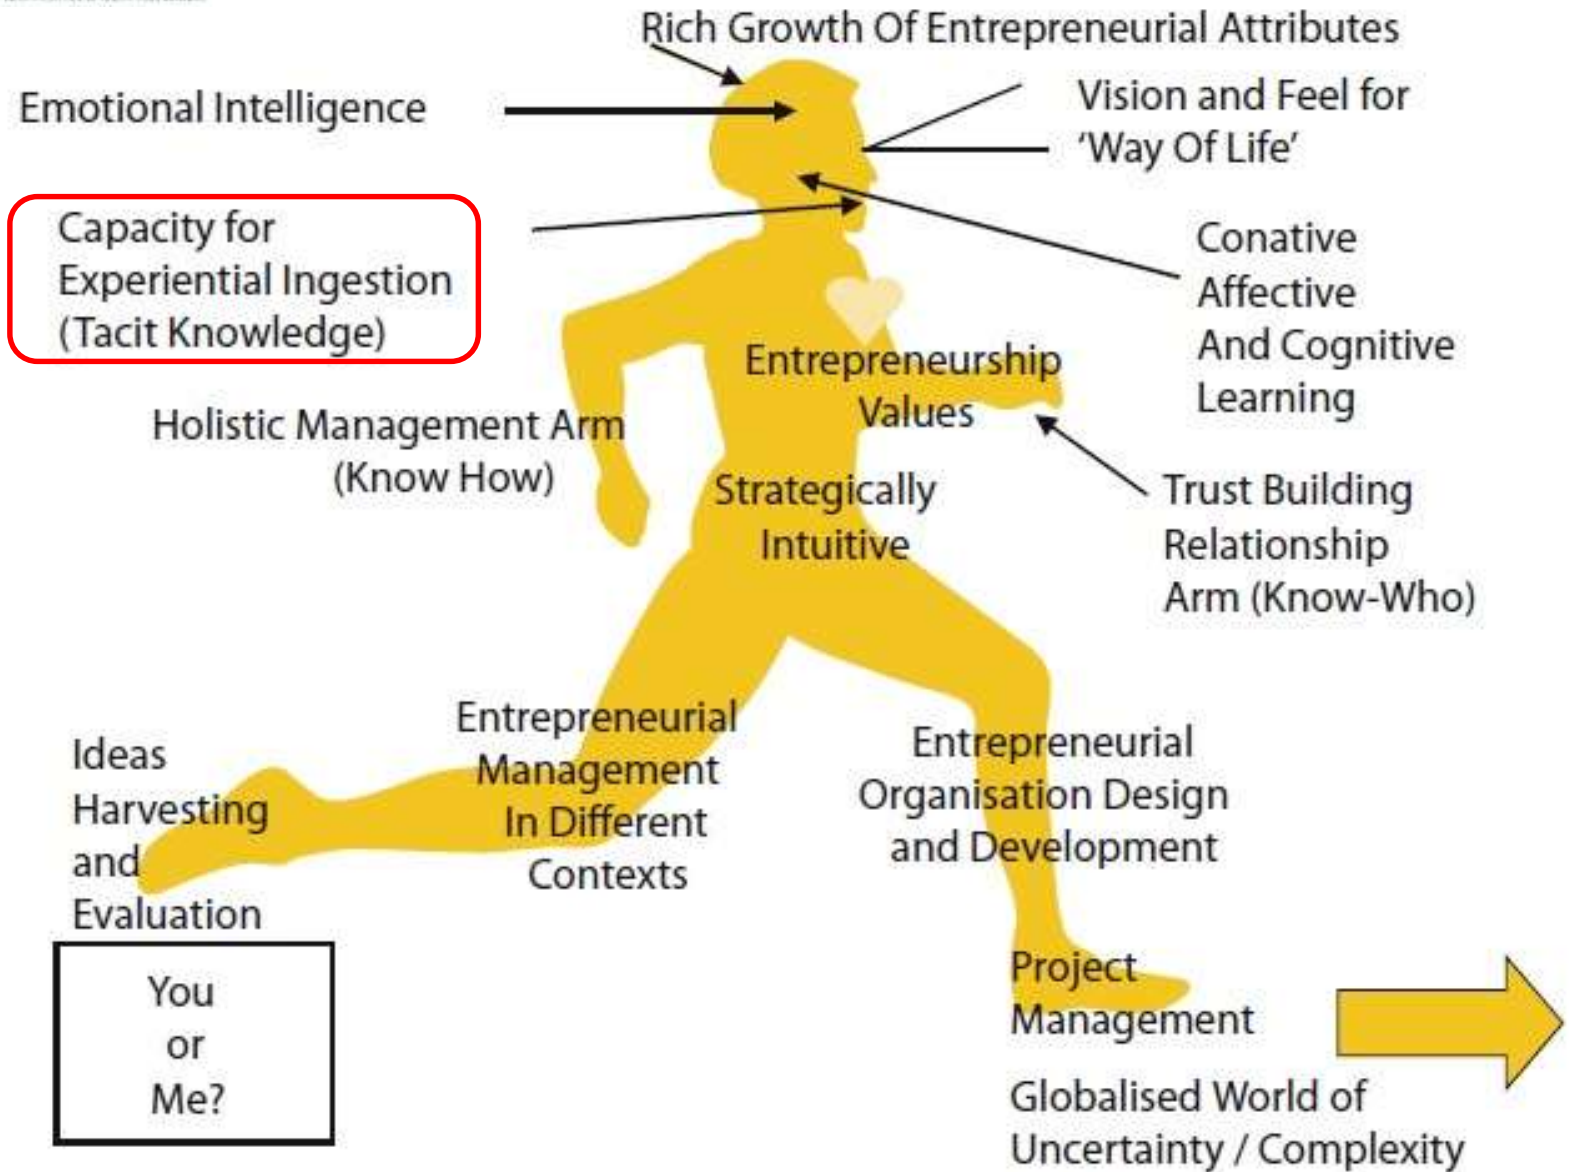 Rich Growth Of Entrepreneurial Attributes
Emotional Intelligence
Vision and Feel for
‘Way Of Life’
Capacity for
Experiential Ingestion
(Tacit Knowledge)
Conative
Affective
And Cognitive
Learning
Entrepreneurship
Values
Holistic Management Arm
(Know How)
Strategically
Intuitive
Trust Building
Relationship
Arm (Know-Who)
Ideas
Harvesting
and
Evaluation
Entrepreneurial
Management
In Different
Contexts
Entrepreneurial
Organisation Design
and Development
You
or
Me?
Project
Management
Globalised World of
Uncertainty / Complexity